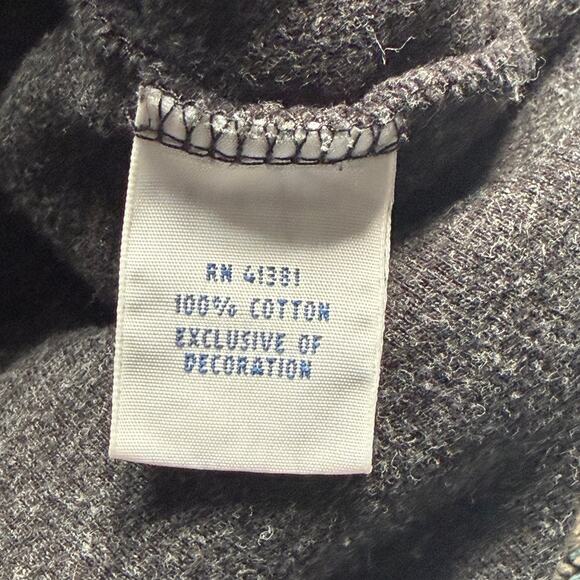 RN 41381
100% COTTON
EXCLUSIVE OF
DECORATION